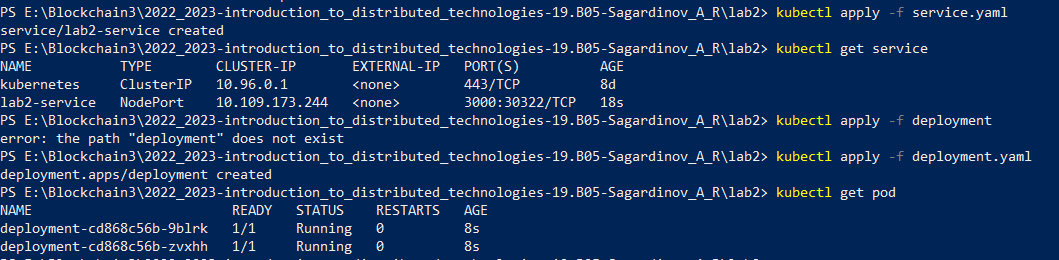 PS E:\Blockchain3\2022_2023-introduction_to_distributed_technologies-19.B05-Sagardinov_A_R\lab2> kubectl apply -f service.yaml
service/lab2-service created
PS E:\Blockchain3\2022_2023-introduction_to_distributed_technologies-19.B05-Sagardinov_A_R\lab2> kubectl get service
NAME TYPE CLUSTER-IP EXTERNAL-IP PORT(S) AGE
kubernetes ClusterIP 10.96.0.1 <none> 443/TCP 8d
lab2-service NodePort 10.109.173.244 <none> 3000:30322/TCP 18s
PS E:\Blockchain3\2022_2023-introduction_to_distributed_technologies-19.B05-Sagardinov_A_R\lab2> kubectl apply -f deployment
error: the path "deployment" does not exist
PS E:\Blockchain3\2022_2023-introduction_to_distributed_technologies-19.B05-Sagardinov_A_R\lab2> kubectl apply -f deployment.yaml
deployment.apps/deployment created
PS E:\Blockchain3\2022_2023-introduction_to_distributed_technologies-19.B05-Sagardinov_A_R\lab2> kubectl get pod
NAME READY STATUS RESTARTS AGE
deployment-cd868c56b-9blrk 1/1 Running 0 8s
deployment-cd868c56b-zvxhh 1/1 Running 0 8s